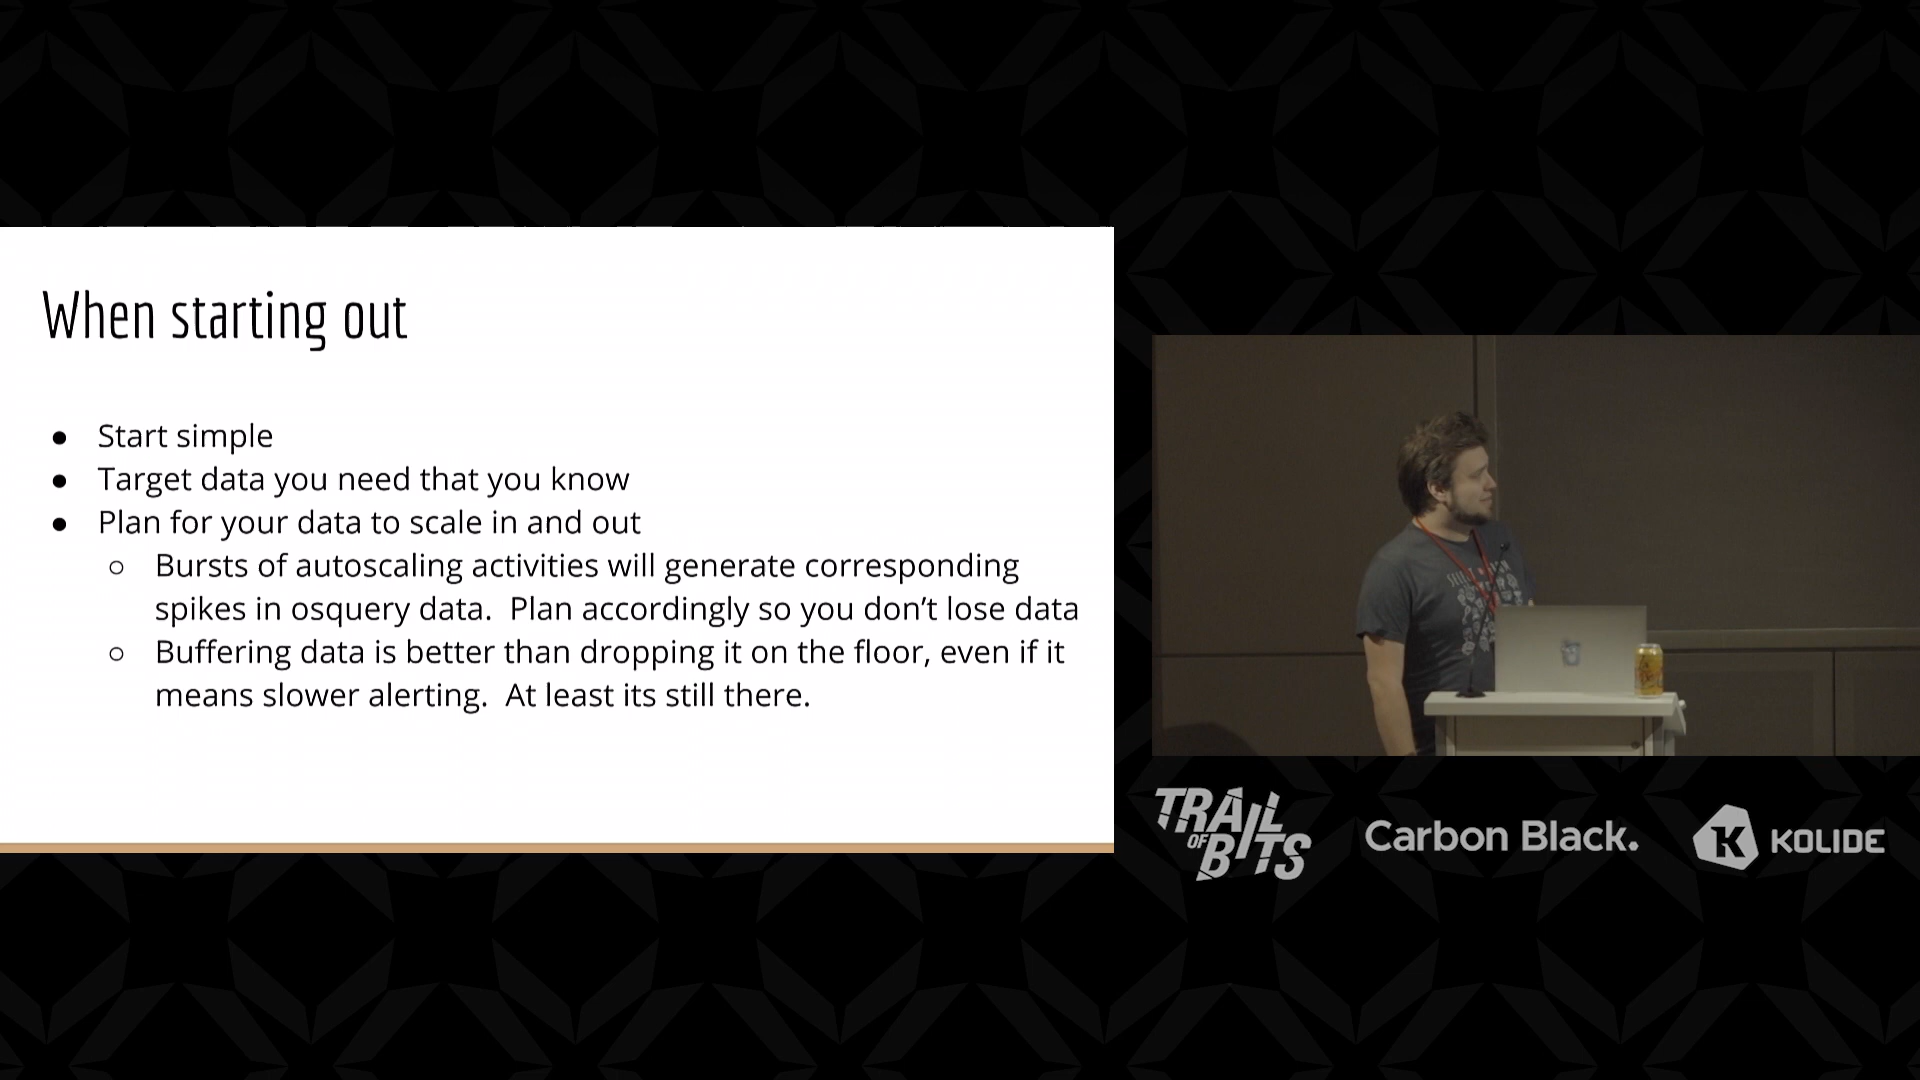 When starting out
● Start simple
● Target data you need that you know
● Plan for your data to scale in and out
○ Bursts of autoscaling activities will generate corresponding
spikes in osquery data.  Plan accordingly so you don’t lose data
○ Buffering data is better than dropping it on the floor, even if it
means slower alerting.  At least its still there.
TRAIL
OF
BITS
Carbon Black.
K KOLIDE